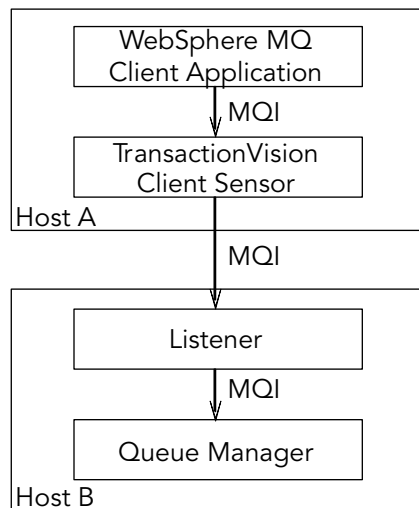 WebSphere MQ
Client Application
MQI
TransactionVision
Client Sensor
Host A
MQI
Listener
MQI
Queue Manager
Host B